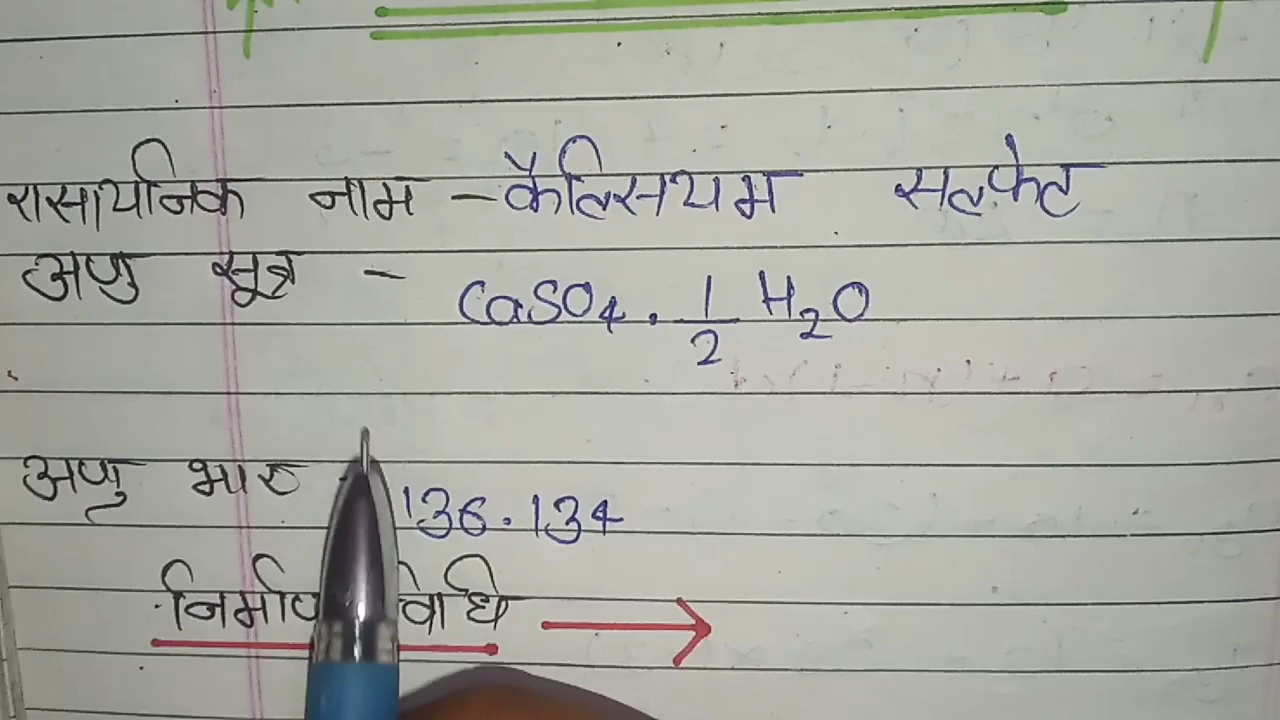 रासायनिक नाम - कैल्सियम सल्फेट
अणु सूत्र - CaSO₄ . 1/2 H₂O
अणु भार 136.134
निर्माण विधि →